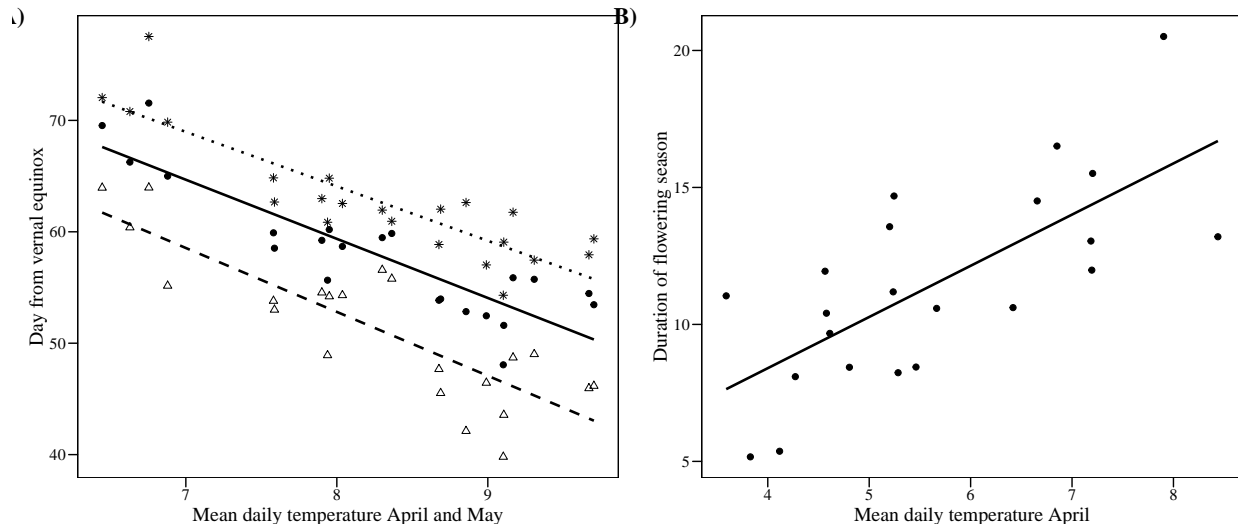 A)
Day from vernal equinox
70
60
50
40
7
8
9
Mean daily temperature April and May
B)
Duration of flowering season
20
15
10
5
4
5
6
7
8
Mean daily temperature April